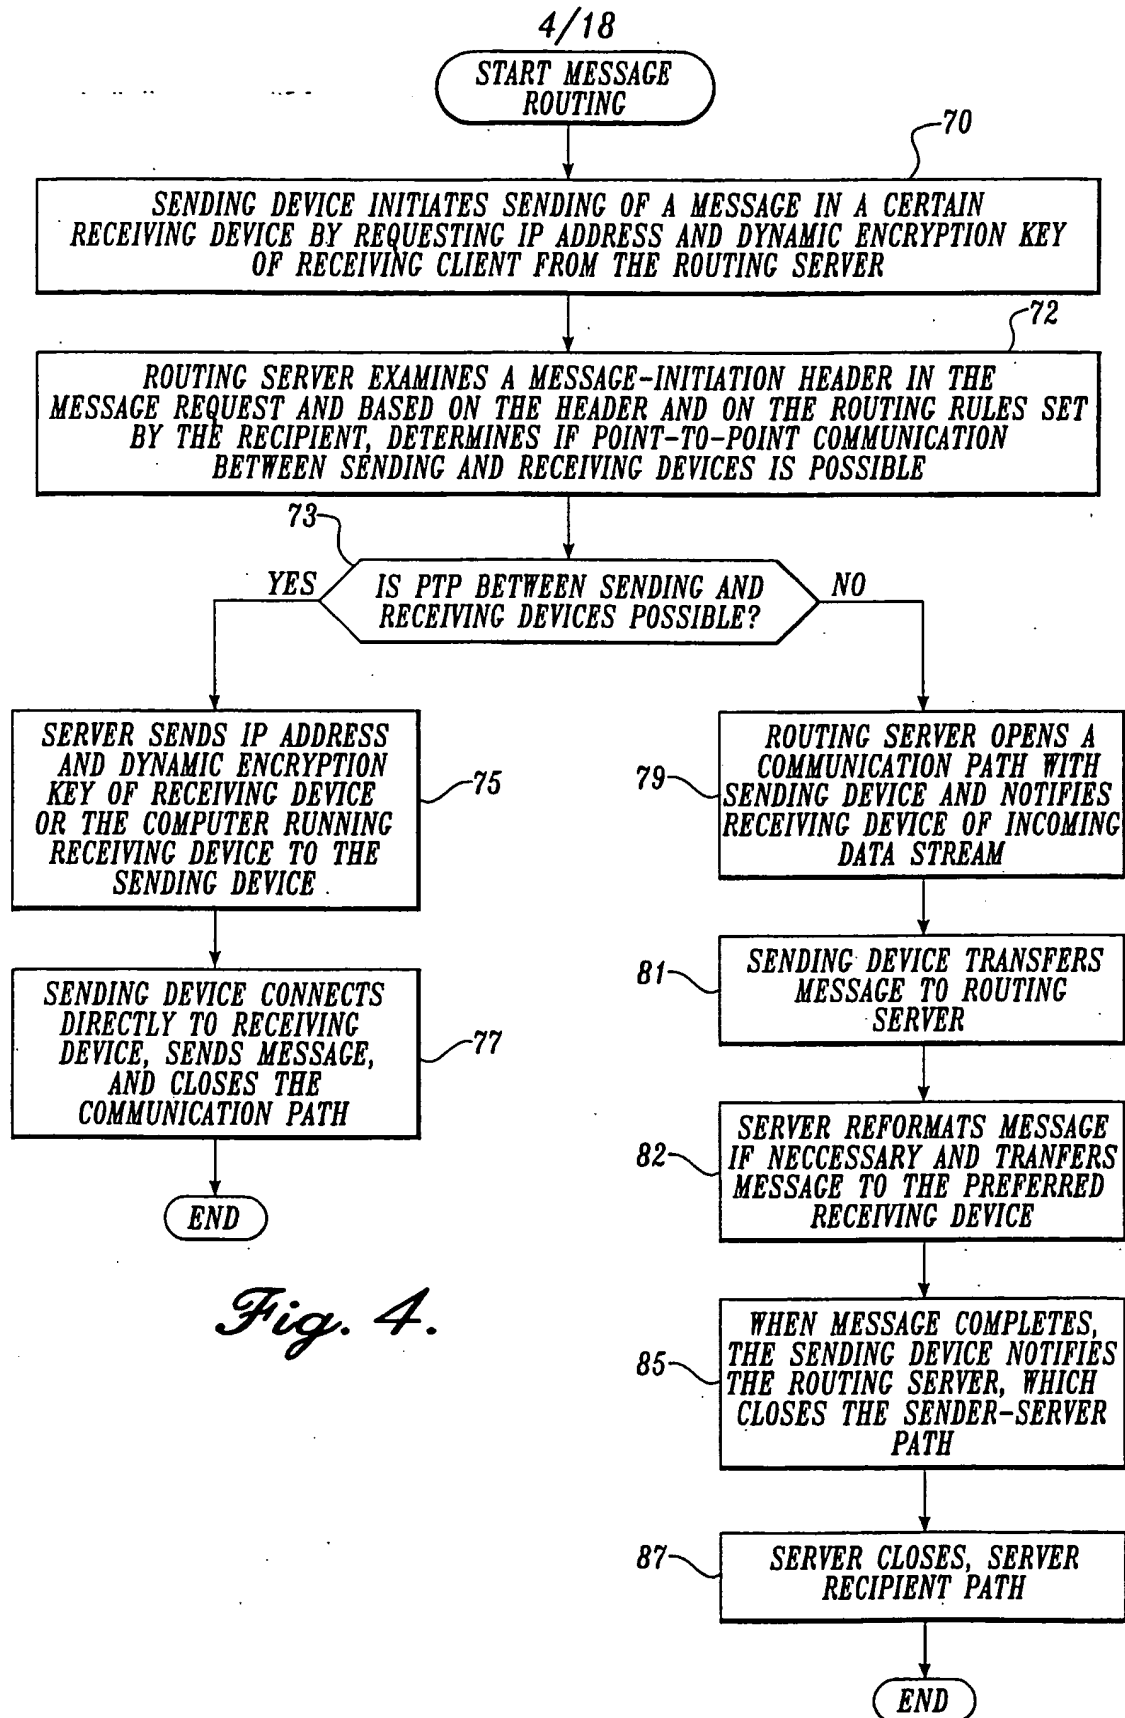 4/18
START MESSAGE
ROUTING
70
SENDING DEVICE INITIATES SENDING OF A MESSAGE IN A CERTAIN
RECEIVING DEVICE BY REQUESTING IP ADDRESS AND DYNAMIC ENCRYPTION KEY
OF RECEIVING CLIENT FROM THE ROUTING SERVER
72
ROUTING SERVER EXAMINES A MESSAGE-INITIATION HEADER IN THE
MESSAGE REQUEST AND BASED ON THE HEADER AND ON THE ROUTING RULES SET
BY THE RECIPIENT, DETERMINES IF POINT-TO-POINT COMMUNICATION
BETWEEN SENDING AND RECEIVING DEVICES IS POSSIBLE
73
YES
IS PTP BETWEEN SENDING AND
RECEIVING DEVICES POSSIBLE?
NO
SERVER SENDS IP ADDRESS
AND DYNAMIC ENCRYPTION
KEY OF RECEIVING DEVICE
OR THE COMPUTER RUNNING
RECEIVING DEVICE TO THE
SENDING DEVICE
75
SENDING DEVICE CONNECTS
DIRECTLY TO RECEIVING
DEVICE, SENDS MESSAGE,
AND CLOSES THE
COMMUNICATION PATH
77
END
79
ROUTING SERVER OPENS A
COMMUNICATION PATH WITH
SENDING DEVICE AND NOTIFIES
RECEIVING DEVICE OF INCOMING
DATA STREAM
81
SENDING DEVICE TRANSFERS
MESSAGE TO ROUTING
SERVER
82
SERVER REFORMATS MESSAGE
IF NECCESSARY AND TRANFERS
MESSAGE TO THE PREFERRED
RECEIVING DEVICE
85
WHEN MESSAGE COMPLETES,
THE SENDING DEVICE NOTIFIES
THE ROUTING SERVER, WHICH
CLOSES THE SENDER-SERVER
PATH
87
SERVER CLOSES, SERVER
RECIPIENT PATH
END
Fig. 4.